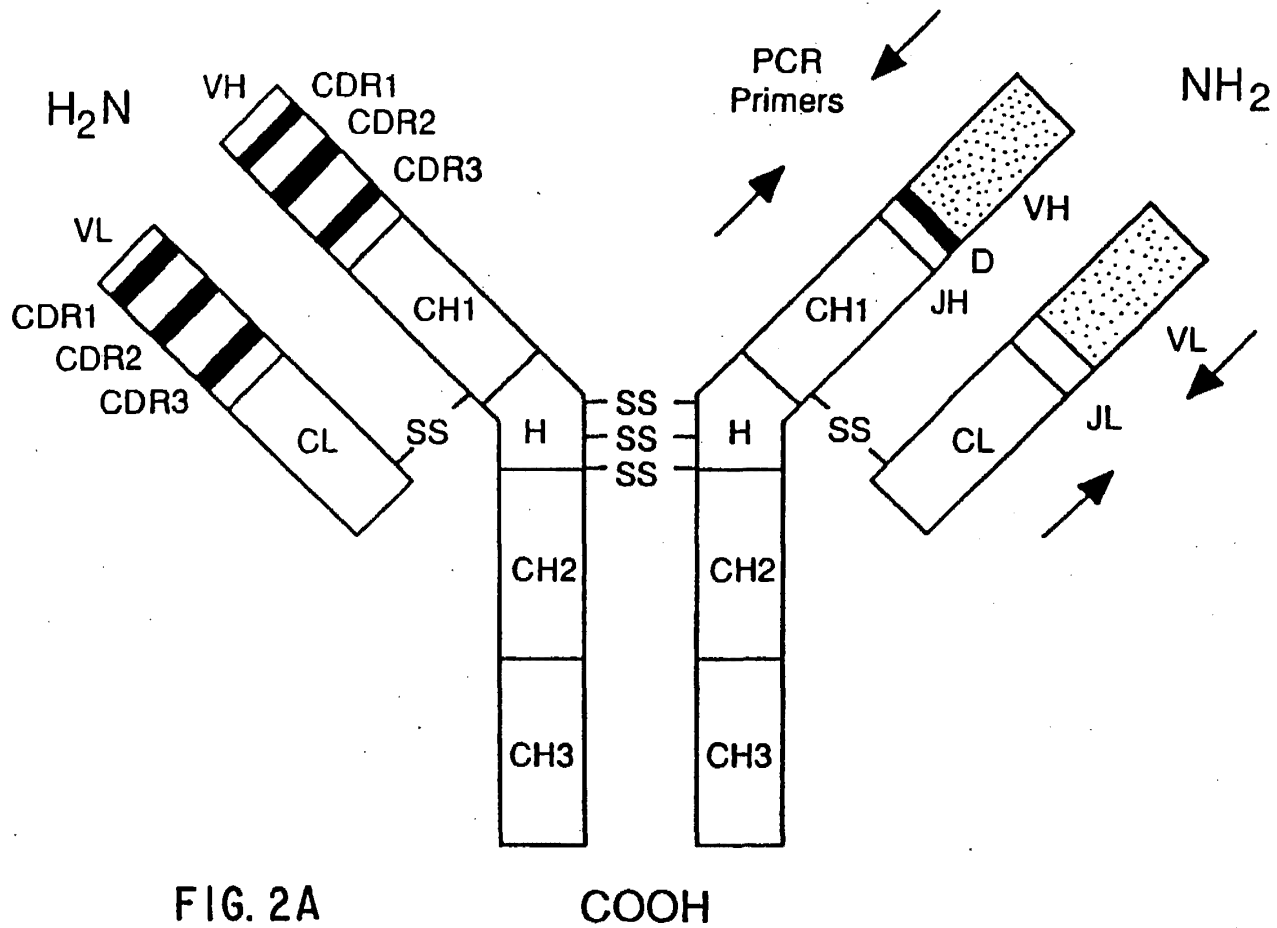 PCR
Primers
H2N
VH
CDR1
CDR2
CDR3
NH2
VL
CDR1
CDR2
CDR3
CH1
CL
SS
H
SS
SS
SS
H
CH1
VH
D
JH
VL
JL
SS
CL
CH2
CH2
CH3
CH3
FIG. 2A
COOH